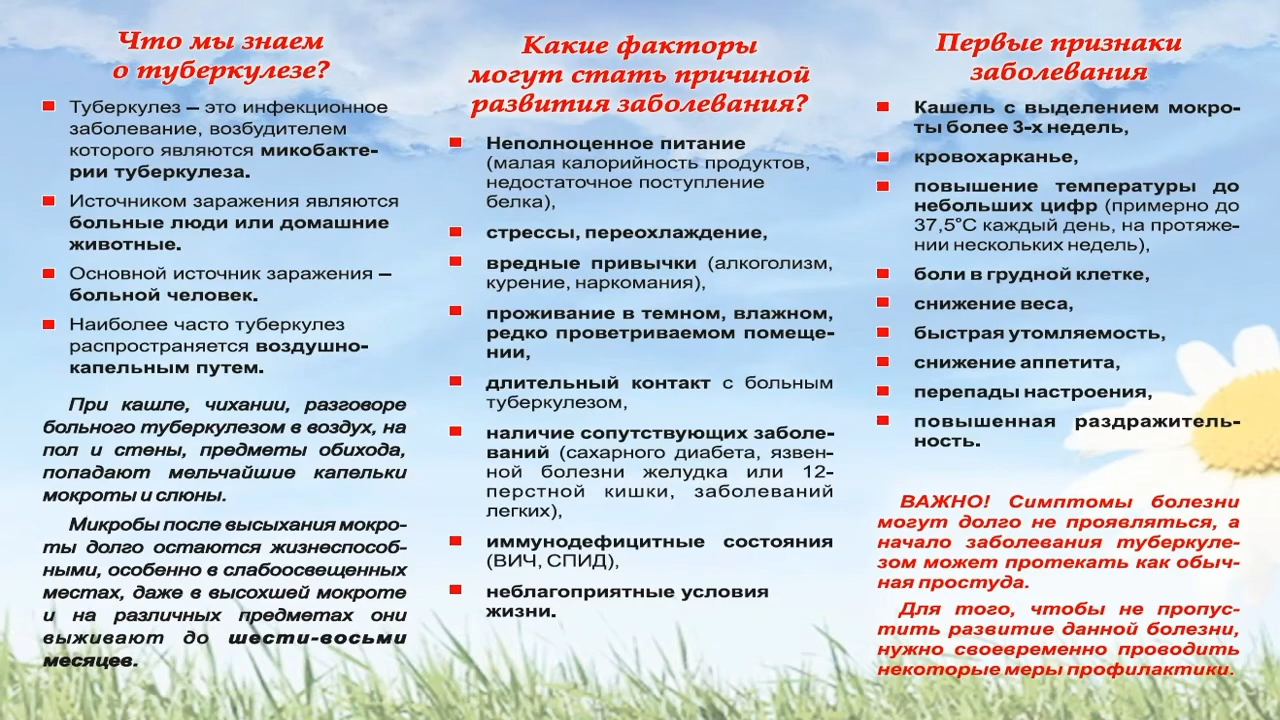 Что мы знаем
о туберкулезе?
Туберкулез – это инфекционное
заболевание, возбудителем
которого являются микобакте-
рии туберкулеза.
Источником заражения являются
больные люди или домашние
животные.
Основной источник заражения –
больной человек.
Наиболее часто туберкулез
распространяется воздушно-
капельным путем.
При кашле, чихании, разговоре
больного туберкулезом в воздух, на
пол и стены, предметы обихода,
попадают мельчайшие капельки
мокроты и слюны.
Микробы после высыхания мокро-
ты долго остаются жизнеспособ-
ными, особенно в слабоосвещенных
местах, даже в высохшей мокроте
и на различных предметах они
выживают до шести-восьми
месяцев.
Какие факторы
могут стать причиной
развития заболевания?
Неполноценное питание
(малая калорийность продуктов,
недостаточное поступление
белка),
стрессы, переохлаждение,
вредные привычки (алкоголизм,
курение, наркомания),
проживание в темном, влажном,
редко проветриваемом помеще-
нии,
длительный контакт с больным
туберкулезом,
наличие сопутствующих заболе-
ваний (сахарного диабета, язвен-
ной болезни желудка или 12-
перстной кишки, заболеваний
легких),
иммунодефицитные состояния
(ВИЧ, СПИД),
неблагоприятные условия
жизни.
Первые признаки
заболевания
Кашель с выделением мокро-
ты более 3-х недель,
кровохарканье,
повышение температуры до
небольших цифр (примерно до
37,5°С каждый день, на протяже-
нии нескольких недель),
боли в грудной клетке,
снижение веса,
быстрая утомляемость,
снижение аппетита,
перепады настроения,
повышенная раздражитель-
ность.
ВАЖНО! Симптомы болезни
могут долго не проявляться, а
начало заболевания туберкуле-
зом может протекать как обыч-
ная простуда.
Для того, чтобы не пропус-
тить развитие данной болезни,
нужно своевременно проводить
некоторые меры профилактики.